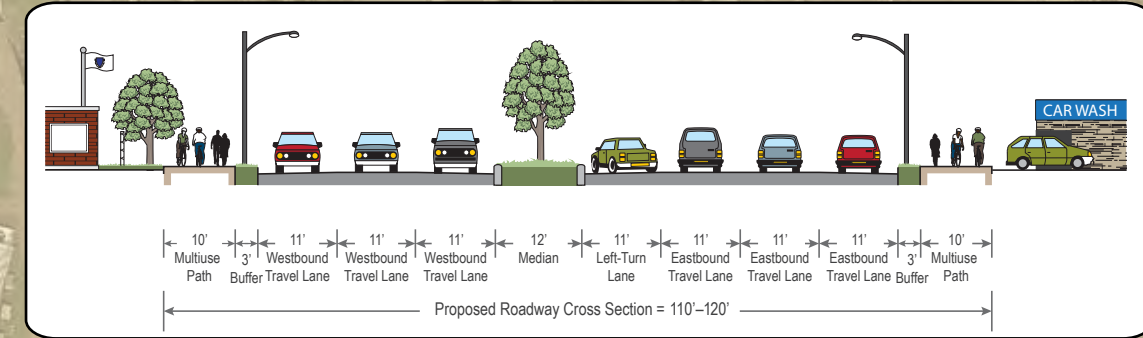 CAR WASH
10’
Multiuse
Path
3’
Buffer
11’
Westbound
Travel Lane
11’
Westbound
Travel Lane
11’
Westbound
Travel Lane
12’
Median
11’
Left-Turn
Lane
11’
Eastbound
Travel Lane
11’
Eastbound
Travel Lane
11’
Eastbound
Travel Lane
3’
Buffer
10’
Multiuse
Path
Proposed Roadway Cross Section = 110’–120’